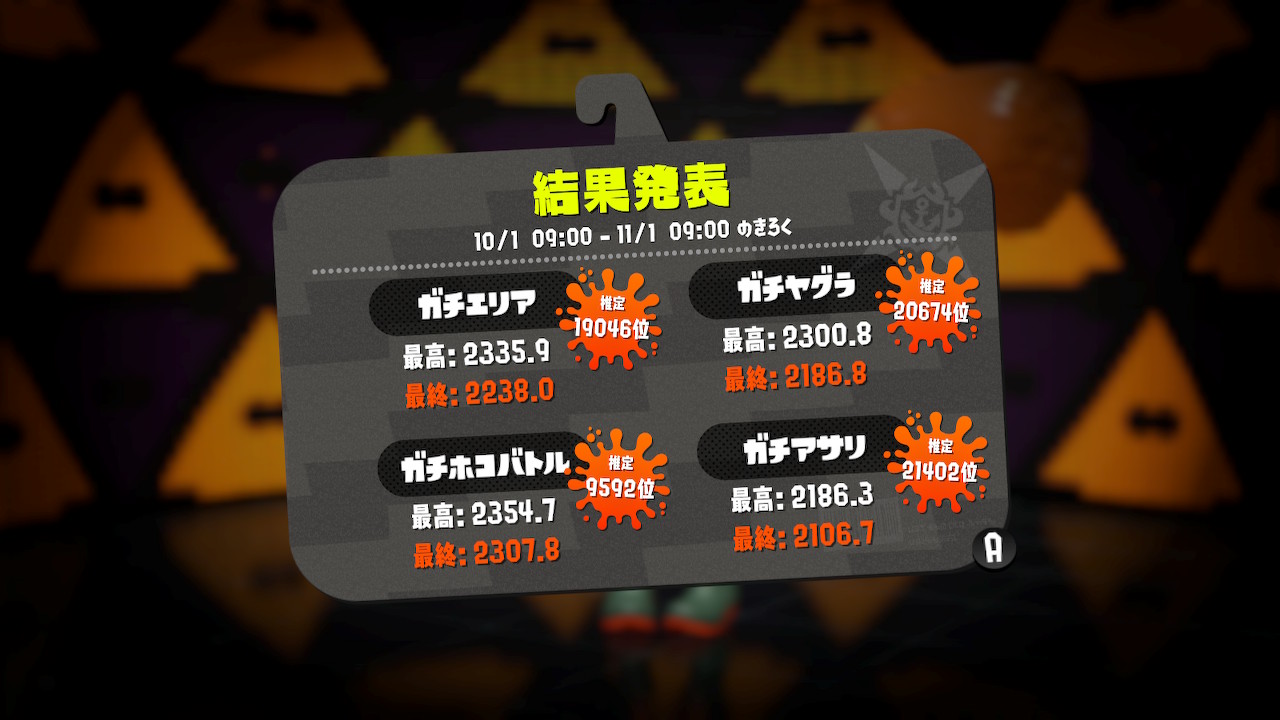 結果発表
10/1 09:00 - 11/1 09:00 のきろく
ガチエリア
推定
19046位
最高: 2335.9
最終: 2238.0
ガチヤグラ
推定
20674位
最高: 2300.8
最終: 2186.8
ガチホコバトル
推定
9592位
最高: 2354.7
最終: 2307.8
ガチアサリ
推定
21402位
最高: 2186.3
最終: 2106.7
A